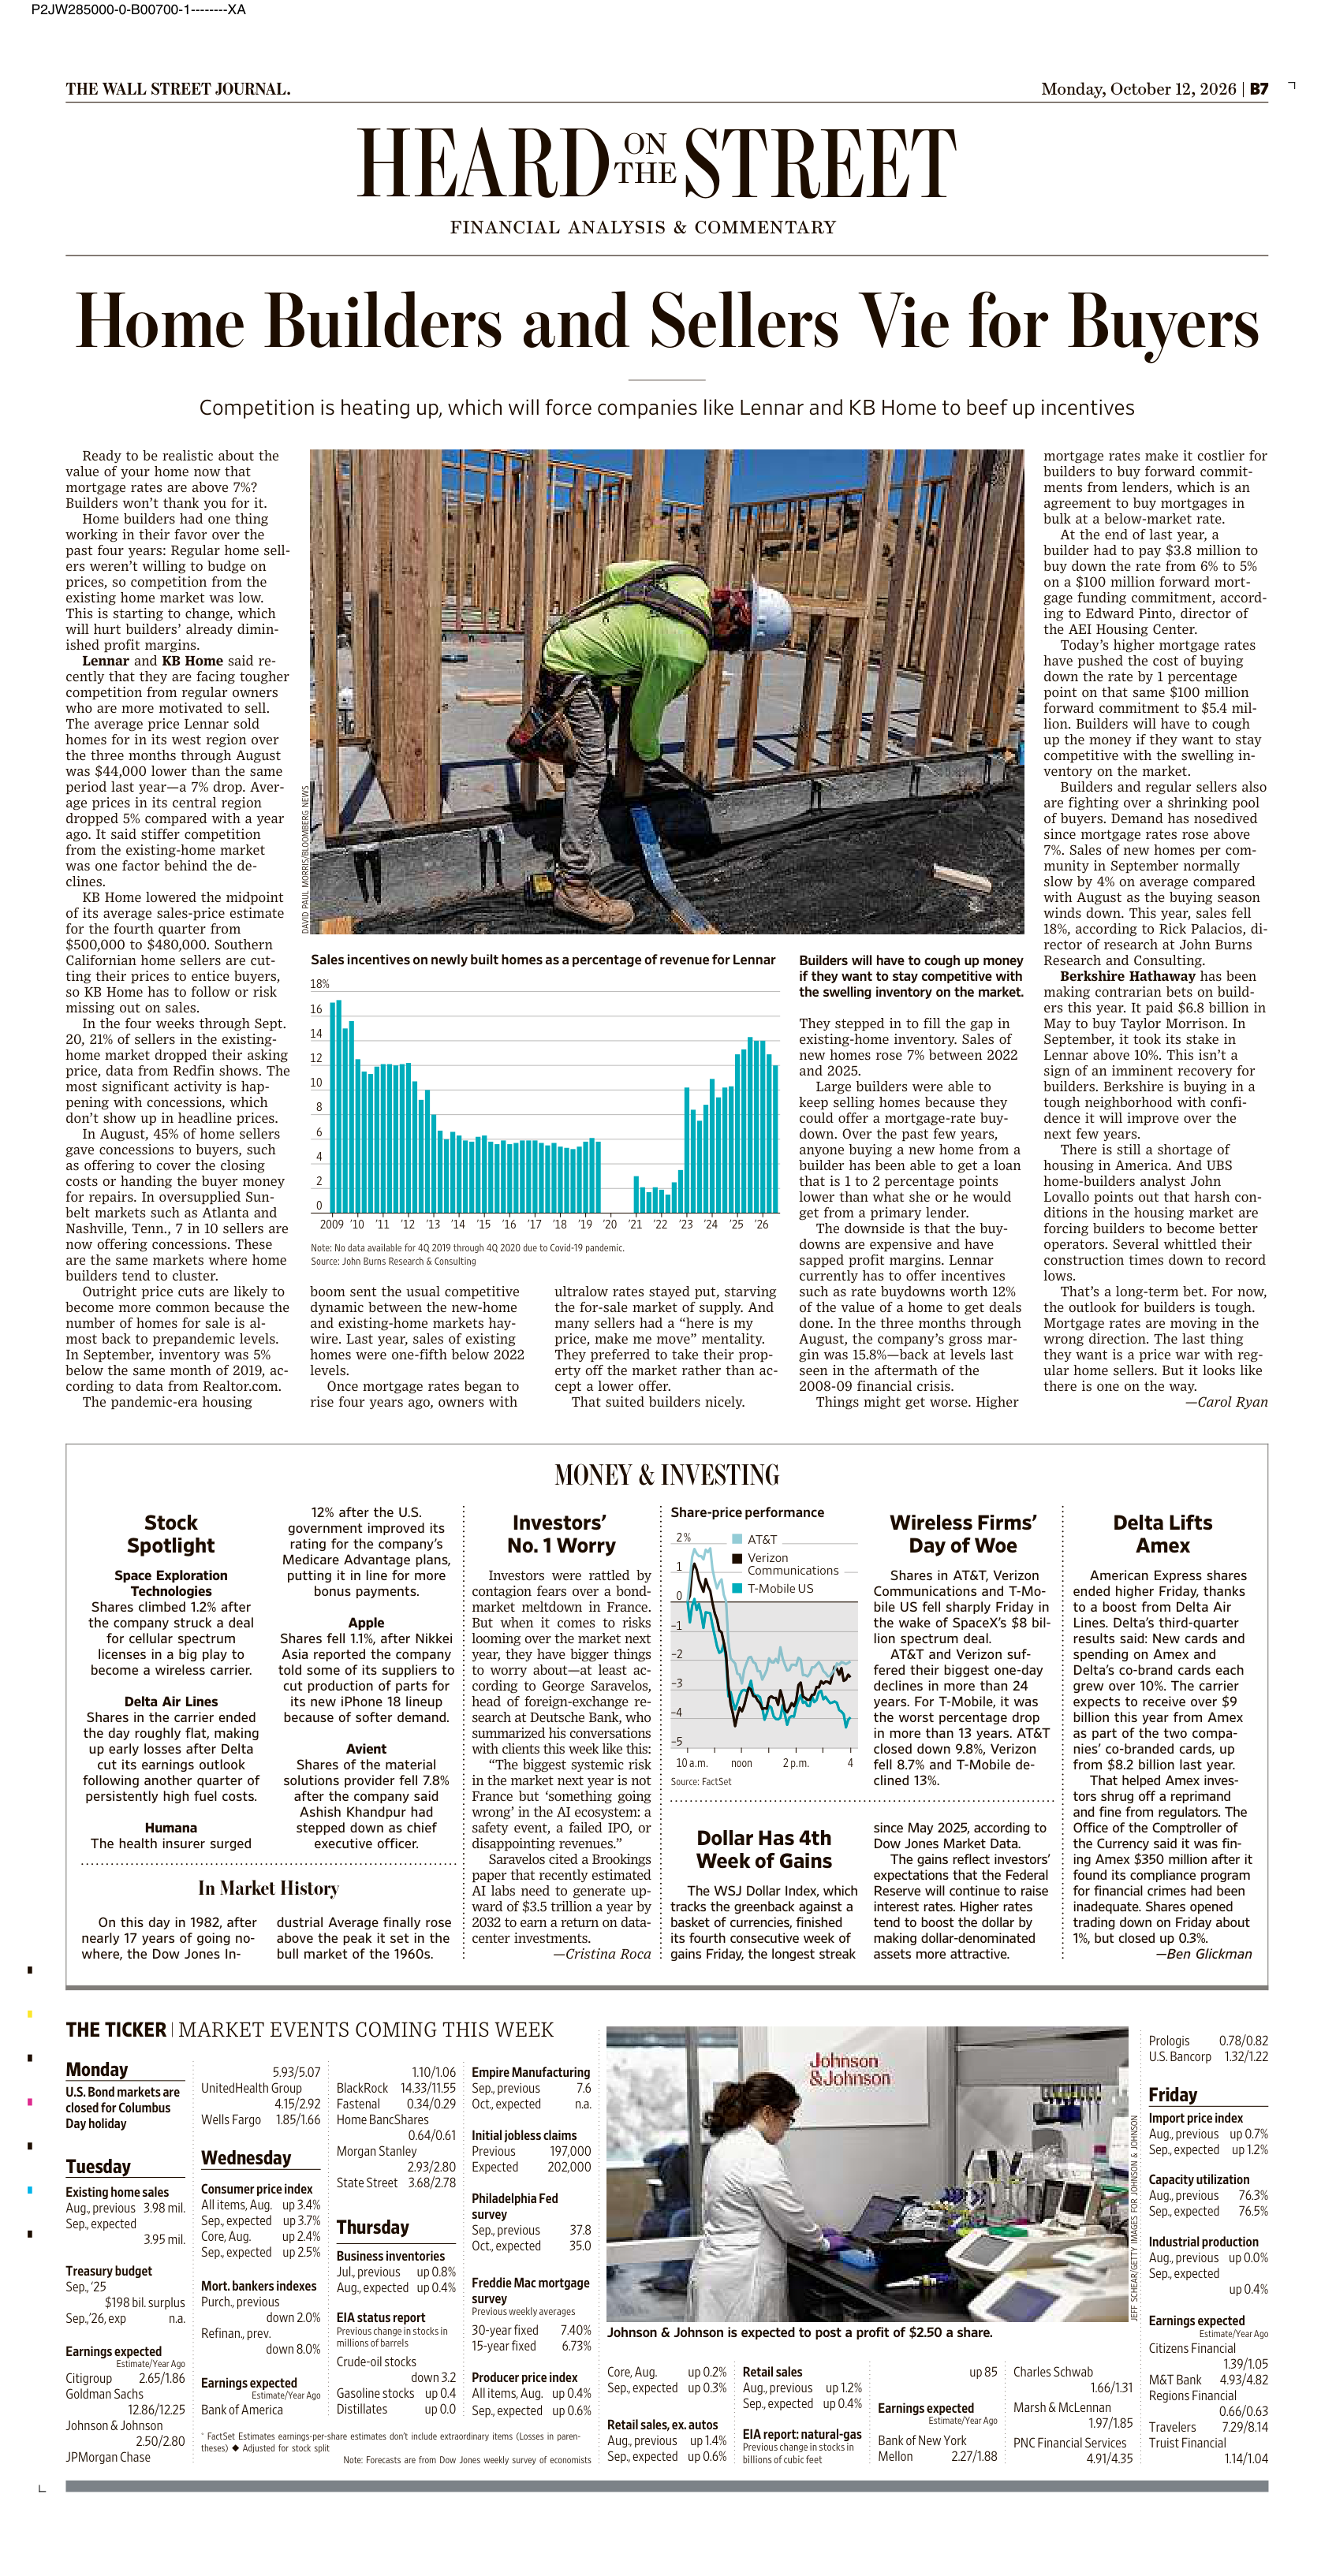 P2JW285000-0-B00700-1--------XA
THE WALL STREET JOURNAL.
Monday, October 12, 2026 | B7
HEARD ON THE STREET
FINANCIAL ANALYSIS & COMMENTARY
Home Builders and Sellers Vie for Buyers
Competition is heating up, which will force companies like Lennar and KB Home to beef up incentives
Ready to be realistic about the
value of your home now that
mortgage rates are above 7%?
Builders won't thank you for it.
Home builders had one thing
working in their favor over the
past four years: Regular home sell-
ers weren't willing to budge on
prices, so competition from the
existing home market was low.
This is starting to change, which
will hurt builders' already dimin-
ished profit margins.
Lennar and KB Home said re-
cently that they are facing tougher
competition from regular owners
who are more motivated to sell.
The average price Lennar sold
homes for in its west region over
the three months through August
was $44,000 lower than the same
period last year—a 7% drop. Aver-
age prices in its central region
dropped 5% compared with a year
ago. It said stiffer competition
from the existing-home market
was one factor behind the de-
clines.
KB Home lowered the midpoint
of its average sales-price estimate
for the fourth quarter from
$500,000 to $480,000. Southern
Californian home sellers are cut-
ting their prices to entice buyers,
so KB Home has to follow or risk
missing out on sales.
In the four weeks through Sept.
20, 21% of sellers in the existing-
home market dropped their asking
price, data from Redfin shows. The
most significant activity is hap-
pening with concessions, which
don't show up in headline prices.
In August, 45% of home sellers
gave concessions to buyers, such
as offering to cover the closing
costs or handing the buyer money
for repairs. In oversupplied Sun-
belt markets such as Atlanta and
Nashville, Tenn., 7 in 10 sellers are
now offering concessions. These
are the same markets where home
builders tend to cluster.
Outright price cuts are likely to
become more common because the
number of homes for sale is al-
most back to prepandemic levels.
In September, inventory was 5%
below the same month of 2019, ac-
cording to data from Realtor.com.
The pandemic-era housing
DAVID PAUL MORRIS/BLOOMBERG NEWS
Sales incentives on newly built homes as a percentage of revenue for Lennar
18%
16
14
12
10
8
6
4
2
0
2009 '10 '11 '12 '13 '14 '15 '16 '17 '18 '19 '20 '21 '22 '23 '24 '25 '26
Note: No data available for 4Q 2019 through 4Q 2020 due to Covid-19 pandemic.
Source: John Burns Research & Consulting
boom sent the usual competitive
dynamic between the new-home
and existing-home markets hay-
wire. Last year, sales of existing
homes were one-fifth below 2022
levels.
Once mortgage rates began to
rise four years ago, owners with
ultralow rates stayed put, starving
the for-sale market of supply. And
many sellers had a "here is my
price, make me move" mentality.
They preferred to take their prop-
erty off the market rather than ac-
cept a lower offer.
That suited builders nicely.
Builders will have to cough up money
if they want to stay competitive with
the swelling inventory on the market.
They stepped in to fill the gap in
existing-home inventory. Sales of
new homes rose 7% between 2022
and 2025.
Large builders were able to
keep selling homes because they
could offer a mortgage-rate buy-
down. Over the past few years,
anyone buying a new home from a
builder has been able to get a loan
that is 1 to 2 percentage points
lower than what she or he would
get from a primary lender.
The downside is that the buy-
downs are expensive and have
sapped profit margins. Lennar
currently has to offer incentives
such as rate buydowns worth 12%
of the value of a home to get deals
done. In the three months through
August, the company's gross mar-
gin was 15.8%—back at levels last
seen in the aftermath of the
2008-09 financial crisis.
Things might get worse. Higher
mortgage rates make it costlier for
builders to buy forward commit-
ments from lenders, which is an
agreement to buy mortgages in
bulk at a below-market rate.
At the end of last year, a
builder had to pay $3.8 million to
buy down the rate from 6% to 5%
on a $100 million forward mort-
gage funding commitment, accord-
ing to Edward Pinto, director of
the AEI Housing Center.
Today's higher mortgage rates
have pushed the cost of buying
down the rate by 1 percentage
point on that same $100 million
forward commitment to $5.4 mil-
lion. Builders will have to cough
up the money if they want to stay
competitive with the swelling in-
ventory on the market.
Builders and regular sellers also
are fighting over a shrinking pool
of buyers. Demand has nosedived
since mortgage rates rose above
7%. Sales of new homes per com-
munity in September normally
slow by 4% on average compared
with August as the buying season
winds down. This year, sales fell
18%, according to Rick Palacios, di-
rector of research at John Burns
Research and Consulting.
Berkshire Hathaway has been
making contrarian bets on build-
ers this year. It paid $6.8 billion in
May to buy Taylor Morrison. In
September, it took its stake in
Lennar above 10%. This isn't a
sign of an imminent recovery for
builders. Berkshire is buying in a
tough neighborhood with confi-
dence it will improve over the
next few years.
There is still a shortage of
housing in America. And UBS
home-builders analyst John
Lovallo points out that harsh con-
ditions in the housing market are
forcing builders to become better
operators. Several whittled their
construction times down to record
lows.
That's a long-term bet. For now,
the outlook for builders is tough.
Mortgage rates are moving in the
wrong direction. The last thing
they want is a price war with reg-
ular home sellers. But it looks like
there is one on the way.
—Carol Ryan
MONEY & INVESTING
Stock
Spotlight
Space Exploration
Technologies
Shares climbed 1.2% after
the company struck a deal
for cellular spectrum
licenses in a big play to
become a wireless carrier.
Delta Air Lines
Shares in the carrier ended
the day roughly flat, making
up early losses after Delta
cut its earnings outlook
following another quarter of
persistently high fuel costs.
Humana
The health insurer surged
12% after the U.S.
government improved its
rating for the company's
Medicare Advantage plans,
putting it in line for more
bonus payments.
Apple
Shares fell 1.1%, after Nikkei
Asia reported the company
told some of its suppliers to
cut production of parts for
its new iPhone 18 lineup
because of softer demand.
Avient
Shares of the material
solutions provider fell 7.8%
after the company said
Ashish Khandpur had
stepped down as chief
executive officer.
In Market History
On this day in 1982, after
nearly 17 years of going no-
where, the Dow Jones In-
dustrial Average finally rose
above the peak it set in the
bull market of the 1960s.
Investors'
No. 1 Worry
Investors were rattled by
contagion fears over a bond-
market meltdown in France.
But when it comes to risks
looming over the market next
year, they have bigger things
to worry about—at least ac-
cording to George Saravelos,
head of foreign-exchange re-
search at Deutsche Bank, who
summarized his conversations
with clients this week like this:
"The biggest systemic risk
in the market next year is not
France but 'something going
wrong' in the AI ecosystem: a
safety event, a failed IPO, or
disappointing revenues."
Saravelos cited a Brookings
paper that recently estimated
AI labs need to generate up-
ward of $3.5 trillion a year by
2032 to earn a return on data-
center investments.
—Cristina Roca
Share-price performance
2%
1
0
–1
–2
–3
–4
–5
AT&T
Verizon
Communications
T-Mobile US
10 a.m. noon 2 p.m. 4
Source: FactSet
Wireless Firms'
Day of Woe
Shares in AT&T, Verizon
Communications and T-Mo-
bile US fell sharply Friday in
the wake of SpaceX's $8 bil-
lion spectrum deal.
AT&T and Verizon suf-
fered their biggest one-day
declines in more than 24
years. For T-Mobile, it was
the worst percentage drop
in more than 13 years. AT&T
closed down 9.8%, Verizon
fell 8.7% and T-Mobile de-
clined 13%.
Dollar Has 4th
Week of Gains
The WSJ Dollar Index, which
tracks the greenback against a
basket of currencies, finished
its fourth consecutive week of
gains Friday, the longest streak
since May 2025, according to
Dow Jones Market Data.
The gains reflect investors'
expectations that the Federal
Reserve will continue to raise
interest rates. Higher rates
tend to boost the dollar by
making dollar-denominated
assets more attractive.
Delta Lifts
Amex
American Express shares
ended higher Friday, thanks
to a boost from Delta Air
Lines. Delta's third-quarter
results said: New cards and
spending on Amex and
Delta's co-brand cards each
grew over 10%. The carrier
expects to receive over $9
billion this year from Amex
as part of the two compa-
nies' co-branded cards, up
from $8.2 billion last year.
That helped Amex inves-
tors shrug off a reprimand
and fine from regulators. The
Office of the Comptroller of
the Currency said it was fin-
ing Amex $350 million after it
found its compliance program
for financial crimes had been
inadequate. Shares opened
trading down on Friday about
1%, but closed up 0.3%.
—Ben Glickman
THE TICKER | MARKET EVENTS COMING THIS WEEK
Monday
U.S. Bond markets are
closed for Columbus
Day holiday
Tuesday
Existing home sales
Aug., previous 3.98 mil.
Sep., expected
3.95 mil.
Treasury budget
Sep., '25
$198 bil. surplus
Sep.,'26, exp n.a.
Earnings expected
Estimate/Year Ago
Citigroup 2.65/1.86
Goldman Sachs
12.86/12.25
Johnson & Johnson
2.50/2.80
JPMorgan Chase
5.93/5.07
UnitedHealth Group
4.15/2.92
Wells Fargo 1.85/1.66
Wednesday
Consumer price index
All items, Aug. up 3.4%
Sep., expected up 3.7%
Core, Aug. up 2.4%
Sep., expected up 2.5%
Mort. bankers indexes
Purch., previous
down 2.0%
Refinan., prev.
down 8.0%
Earnings expected
Estimate/Year Ago
Bank of America
1.10/1.06
BlackRock 14.33/11.55
Fastenal 0.34/0.29
Home BancShares
0.64/0.61
Morgan Stanley
2.93/2.80
State Street 3.68/2.78
Thursday
Business inventories
Jul., previous up 0.8%
Aug., expected up 0.4%
EIA status report
Previous change in stocks in
millions of barrels
Crude-oil stocks
down 3.2
Gasoline stocks up 0.4
Distillates up 0.0
Empire Manufacturing
Sep., previous 7.6
Oct., expected n.a.
Initial jobless claims
Previous 197,000
Expected 202,000
Philadelphia Fed
survey
Sep., previous 37.8
Oct., expected 35.0
Freddie Mac mortgage
survey
Previous weekly averages
30-year fixed 7.40%
15-year fixed 6.73%
Producer price index
All items, Aug. up 0.4%
Sep., expected up 0.6%
* FactSet Estimates earnings-per-share estimates don't include extraordinary items (Losses in paren-
theses) ◆ Adjusted for stock split
Note: Forecasts are from Dow Jones weekly survey of economists
Johnson
&Johnson
JEFF SCHEAR/GETTY IMAGES FOR JOHNSON & JOHNSON
Johnson & Johnson is expected to post a profit of $2.50 a share.
Core, Aug. up 0.2%
Sep., expected up 0.3%
Retail sales, ex. autos
Aug., previous up 1.4%
Sep., expected up 0.6%
Retail sales
Aug., previous up 1.2%
Sep., expected up 0.4%
EIA report: natural-gas
Previous change in stocks in
billions of cubic feet
up 85
Earnings expected
Estimate/Year Ago
Bank of New York
Mellon 2.27/1.88
Charles Schwab
1.66/1.31
Marsh & McLennan
1.97/1.85
PNC Financial Services
4.91/4.35
Prologis 0.78/0.82
U.S. Bancorp 1.32/1.22
Friday
Import price index
Aug., previous up 0.7%
Sep., expected up 1.2%
Capacity utilization
Aug., previous 76.3%
Sep., expected 76.5%
Industrial production
Aug., previous up 0.0%
Sep., expected
up 0.4%
Earnings expected
Estimate/Year Ago
Citizens Financial
1.39/1.05
M&T Bank 4.93/4.82
Regions Financial
0.66/0.63
Travelers 7.29/8.14
Truist Financial
1.14/1.04